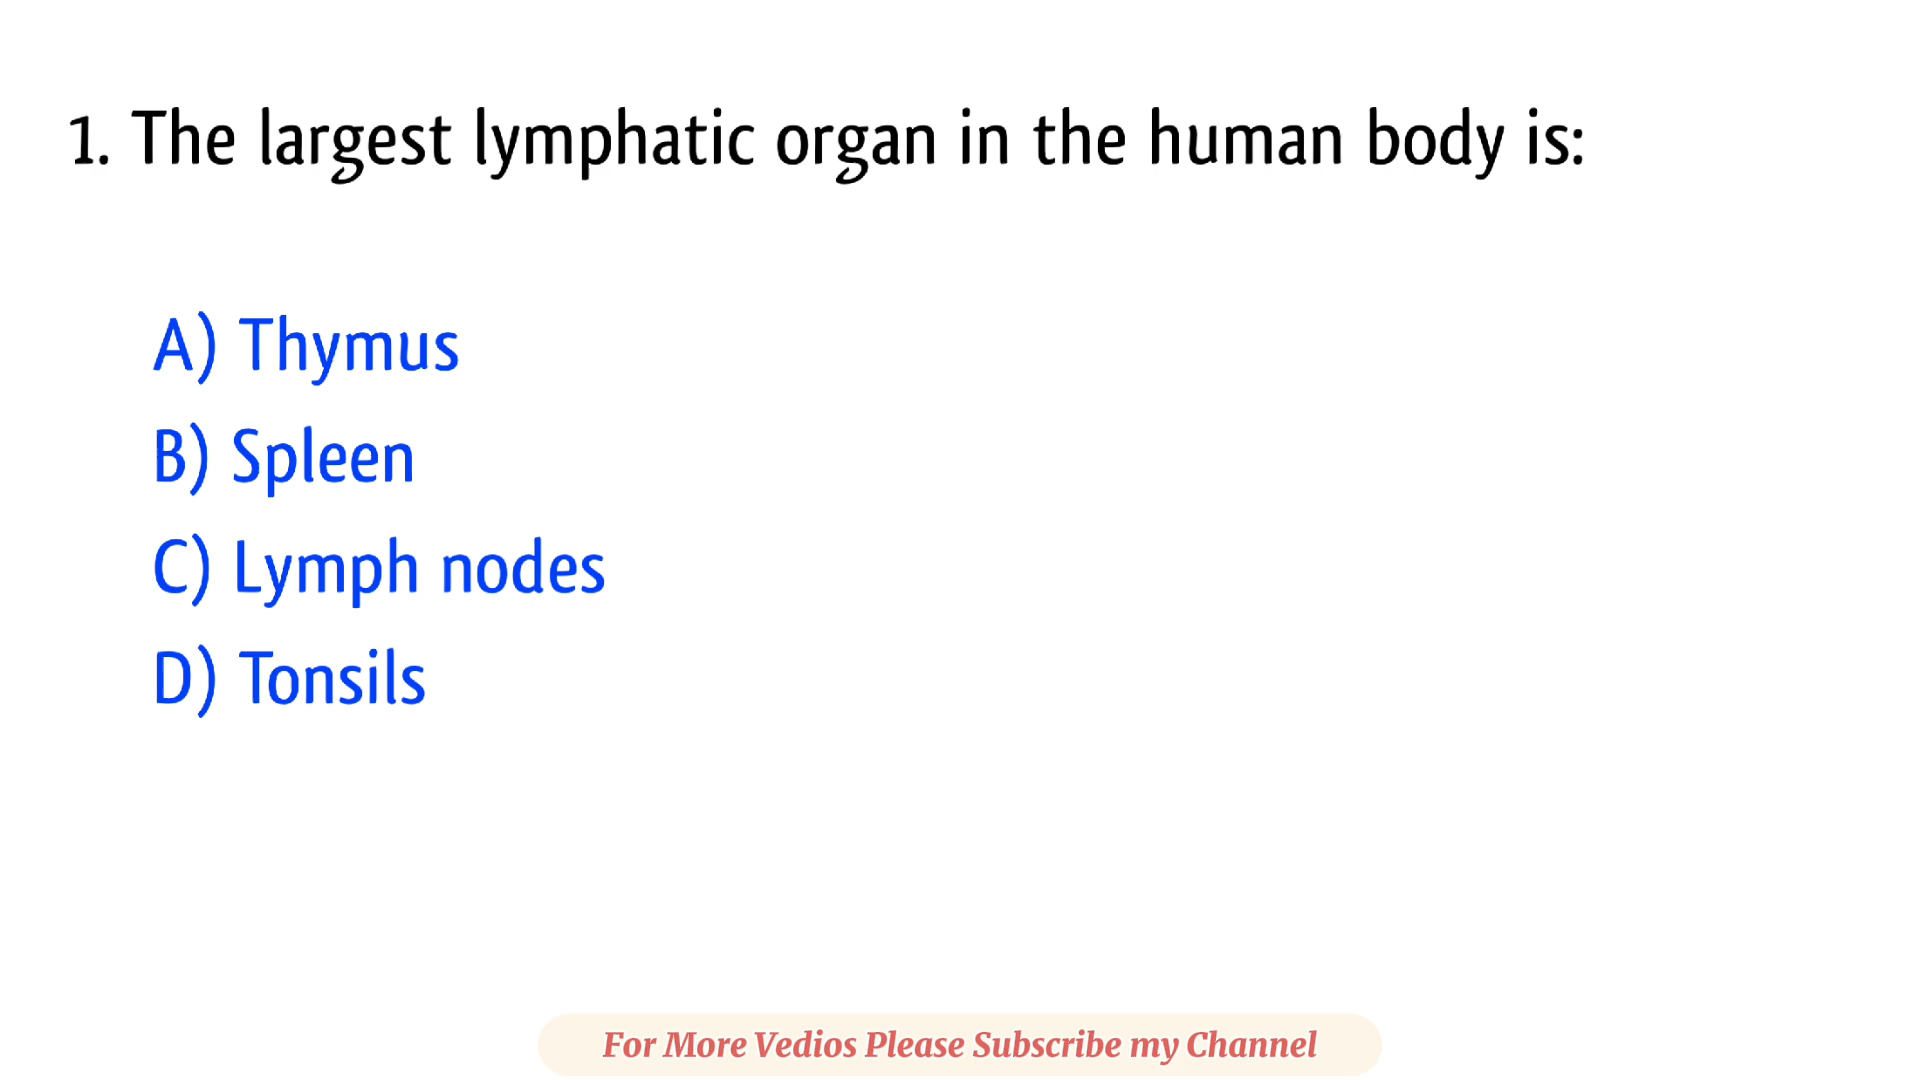 1. The largest lymphatic organ in the human body is:
A) Thymus
B) Spleen
C) Lymph nodes
D) Tonsils
For More Vedios Please Subscribe my Channel